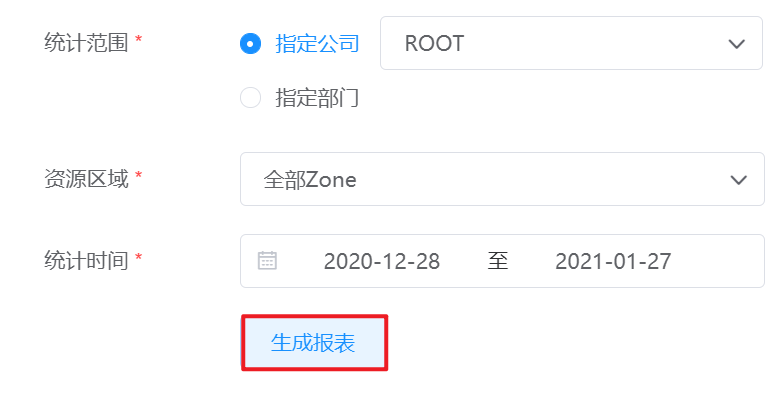 统计范围 * 指定公司 ROOT
指定部门
资源区域 * 全部Zone
统计时间 * 2020-12-28 至 2021-01-27
生成报表